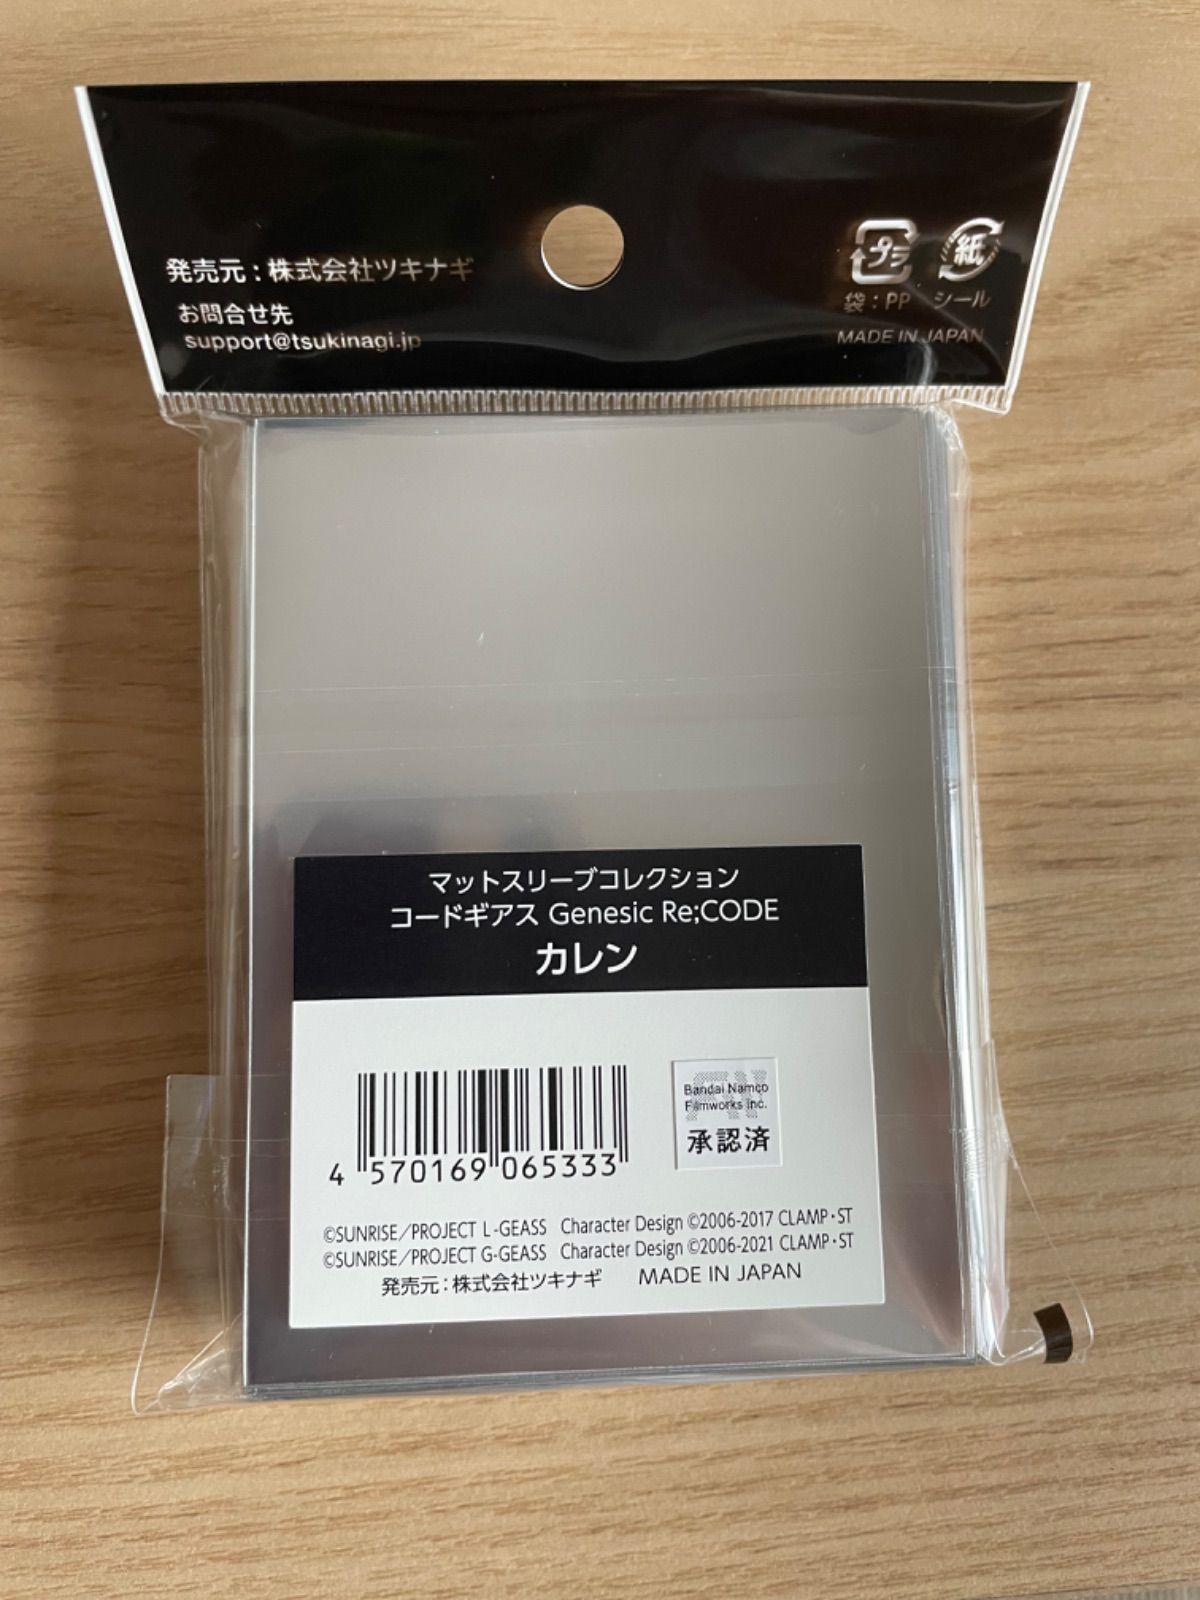 発売元：株式会社ツキナギ
お問合せ先
support@tsukinagi.jp
プラ
紙
袋：PP シール
MADE IN JAPAN
マットスリーブコレクション
コードギアス Genesic Re;CODE
カレン
4 570169 065333
Bandai Namco
Filmworks Inc.
承認済
©SUNRISE／PROJECT L-GEASS Character Design ©2006-2017 CLAMP・ST
©SUNRISE／PROJECT G-GEASS Character Design ©2006-2021 CLAMP・ST
発売元：株式会社ツキナギ MADE IN JAPAN